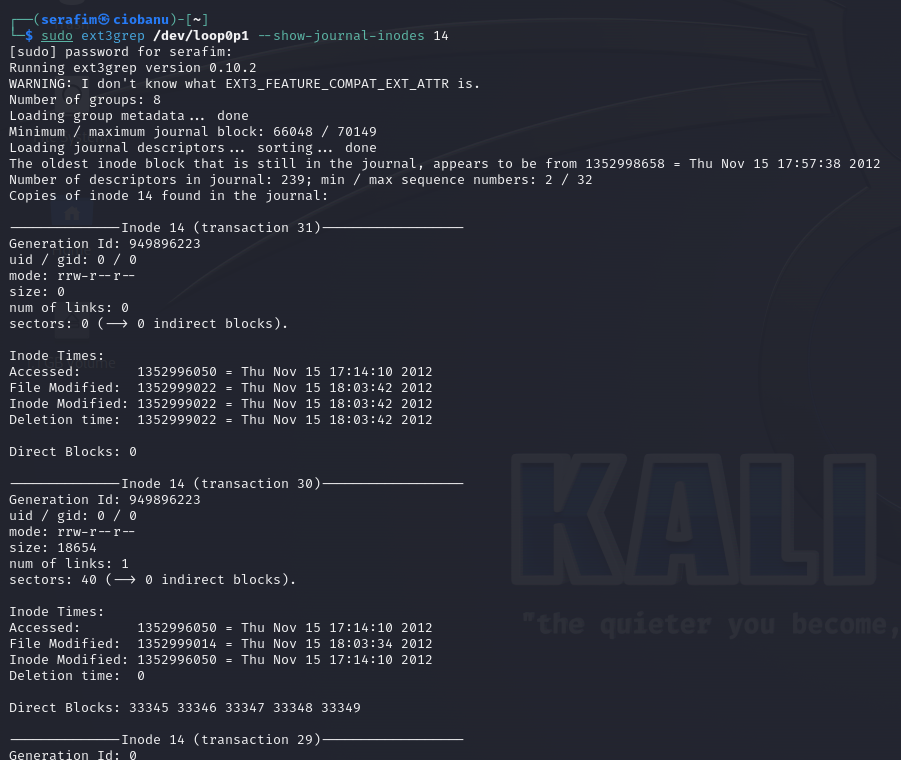 ┌──(serafim㉿ciobanu)-[~]
└─$ sudo ext3grep /dev/loop0p1 --show-journal-inodes 14
[sudo] password for serafim:
Running ext3grep version 0.10.2
WARNING: I don't know what EXT3_FEATURE_COMPAT_EXT_ATTR is.
Number of groups: 8
Loading group metadata... done
Minimum / maximum journal block: 66048 / 70149
Loading journal descriptors... sorting... done
The oldest inode block that is still in the journal, appears to be from 1352998658 = Thu Nov 15 17:57:38 2012
Number of descriptors in journal: 239; min / max sequence numbers: 2 / 32
Copies of inode 14 found in the journal:
--------------Inode 14 (transaction 31)------------------
Generation Id: 949896223
uid / gid: 0 / 0
mode: rrw-r--r--
size: 0
num of links: 0
sectors: 0 (--> 0 indirect blocks).
Inode Times:
Accessed:       1352996050 = Thu Nov 15 17:14:10 2012
File Modified:  1352999022 = Thu Nov 15 18:03:42 2012
Inode Modified: 1352999022 = Thu Nov 15 18:03:42 2012
Deletion time:  1352999022 = Thu Nov 15 18:03:42 2012
Direct Blocks: 0
--------------Inode 14 (transaction 30)------------------
Generation Id: 949896223
uid / gid: 0 / 0
mode: rrw-r--r--
size: 18654
num of links: 1
sectors: 40 (--> 0 indirect blocks).
Inode Times:
Accessed:       1352996050 = Thu Nov 15 17:14:10 2012
File Modified:  1352999014 = Thu Nov 15 18:03:34 2012
Inode Modified: 1352996050 = Thu Nov 15 17:14:10 2012
Deletion time:  0
Direct Blocks: 33345 33346 33347 33348 33349
--------------Inode 14 (transaction 29)------------------
Generation Id: 0
KALI
"the quieter you become,